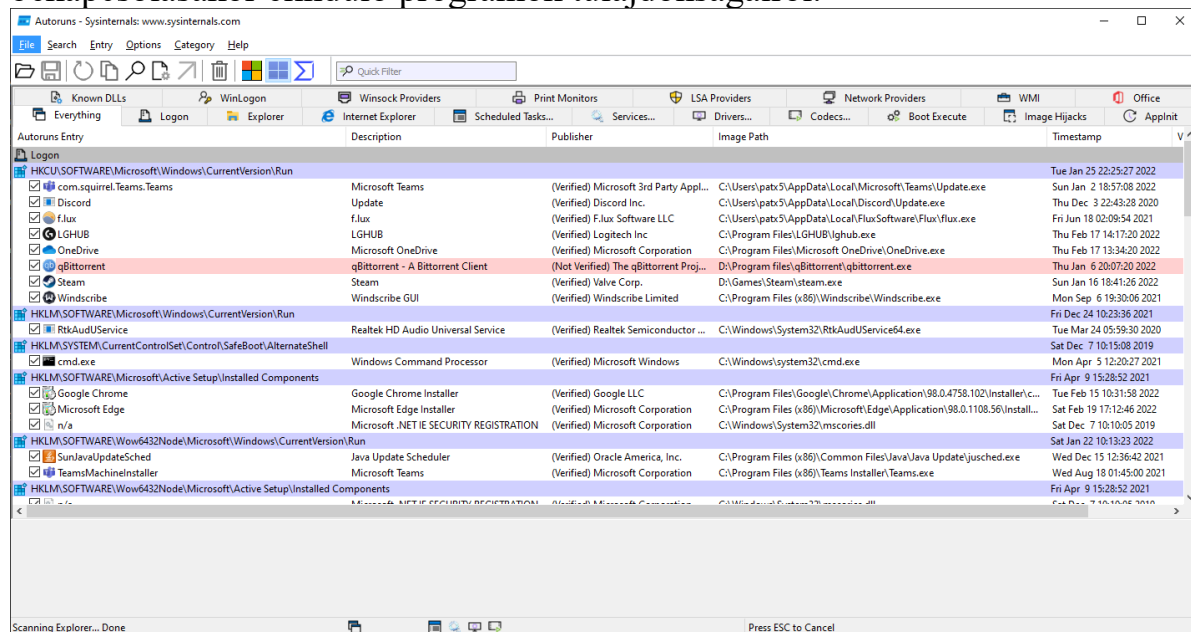 bekapcsolásánál elinduló programok tulajdonságairól.
Autoruns - Sysinternals: www.sysinternals.com
File Search Entry Options Category Help
Quick Filter
Known DLLs WinLogon Winsock Providers Print Monitors LSA Providers Network Providers WMI Office
Everything Logon Explorer Internet Explorer Scheduled Tasks... Services... Drivers... Codecs... Boot Execute Image Hijacks AppInit
Autoruns Entry Description Publisher Image Path Timestamp V
Logon
HKCU\SOFTWARE\Microsoft\Windows\CurrentVersion\Run Tue Jan 25 22:25:27 2022
com.squirrel.Teams.Teams Microsoft Teams (Verified) Microsoft 3rd Party Appl... C:\Users\patx5\AppData\Local\Microsoft\Teams\Update.exe Sun Jan 2 18:57:08 2022
Discord Update (Verified) Discord Inc. C:\Users\patx5\AppData\Local\Discord\Update.exe Thu Dec 3 22:43:28 2020
f.lux f.lux (Verified) F.lux Software LLC C:\Users\patx5\AppData\Local\FluxSoftware\Flux\flux.exe Fri Jun 18 02:09:54 2021
LGHUB LGHUB (Verified) Logitech Inc C:\Program Files\LGHUB\lghub.exe Thu Feb 17 14:17:20 2022
OneDrive Microsoft OneDrive (Verified) Microsoft Corporation C:\Program Files\Microsoft OneDrive\OneDrive.exe Thu Feb 17 13:34:20 2022
qBittorrent qBittorrent - A Bittorrent Client (Not Verified) The qBittorrent Proj... D:\Program files\qBittorrent\qbittorrent.exe Thu Jan 6 20:07:20 2022
Steam Steam (Verified) Valve Corp. D:\Games\Steam\steam.exe Sun Jan 16 18:41:26 2022
Windscribe Windscribe GUI (Verified) Windscribe Limited C:\Program Files (x86)\Windscribe\Windscribe.exe Mon Sep 6 19:30:06 2021
HKLM\SOFTWARE\Microsoft\Windows\CurrentVersion\Run Fri Dec 24 10:23:36 2021
RtkAudUService Realtek HD Audio Universal Service (Verified) Realtek Semiconductor ... C:\Windows\System32\RtkAudUService64.exe Tue Mar 24 05:59:30 2020
HKLM\SYSTEM\CurrentControlSet\Control\SafeBoot\AlternateShell Sat Dec 7 10:15:08 2019
cmd.exe Windows Command Processor (Verified) Microsoft Windows C:\Windows\system32\cmd.exe Mon Apr 5 12:20:27 2021
HKLM\SOFTWARE\Microsoft\Active Setup\Installed Components Fri Apr 9 15:28:52 2021
Google Chrome Google Chrome Installer (Verified) Google LLC C:\Program Files\Google\Chrome\Application\98.0.4758.102\Installer\c... Tue Feb 15 10:31:58 2022
Microsoft Edge Microsoft Edge Installer (Verified) Microsoft Corporation C:\Program Files (x86)\Microsoft\Edge\Application\98.0.1108.56\Install... Sat Feb 19 17:12:46 2022
n/a Microsoft .NET IE SECURITY REGISTRATION (Verified) Microsoft Corporation C:\Windows\System32\mscories.dll Sat Dec 7 10:10:05 2019
HKLM\SOFTWARE\Wow6432Node\Microsoft\Windows\CurrentVersion\Run Sat Jan 22 10:13:23 2022
SunJavaUpdateSched Java Update Scheduler (Verified) Oracle America, Inc. C:\Program Files (x86)\Common Files\Java\Java Update\jusched.exe Wed Dec 15 12:36:42 2021
TeamsMachineInstaller Microsoft Teams (Verified) Microsoft Corporation C:\Program Files (x86)\Teams Installer\Teams.exe Wed Aug 18 01:45:00 2021
HKLM\SOFTWARE\Wow6432Node\Microsoft\Active Setup\Installed Components Fri Apr 9 15:28:52 2021
Scanning Explorer... Done Press ESC to Cancel